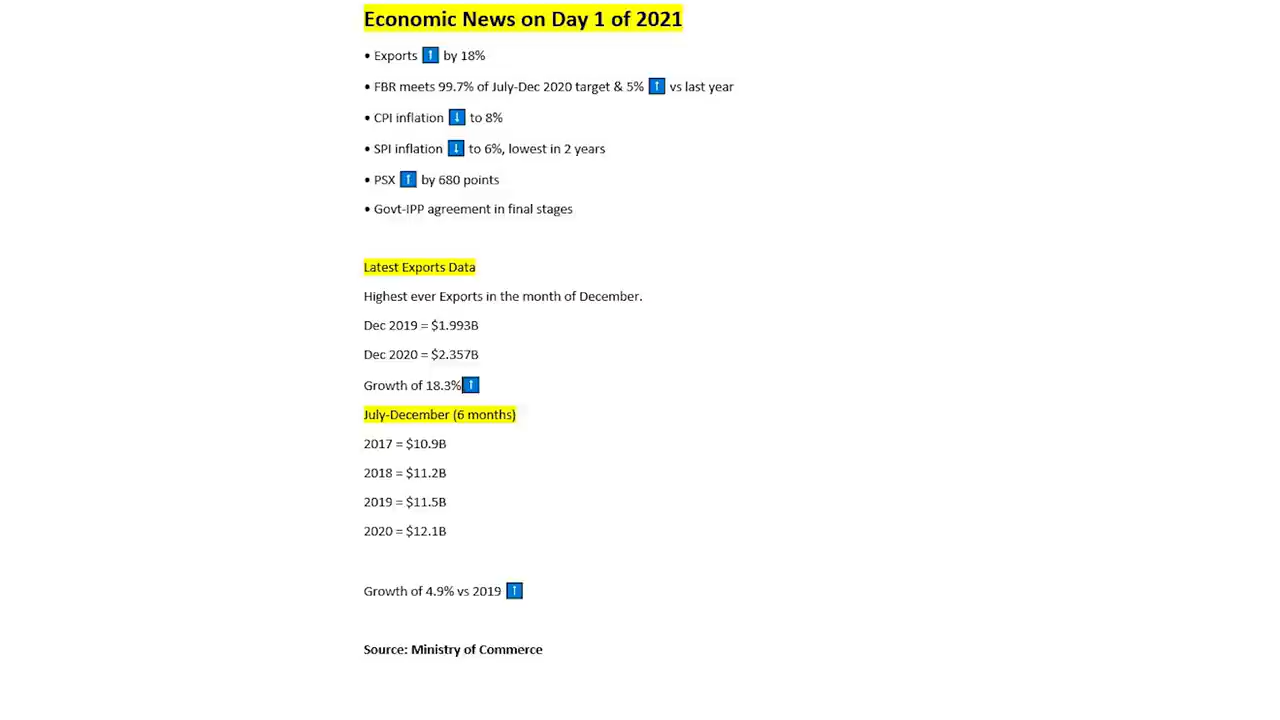 Economic News on Day 1 of 2021
• Exports ⬆ by 18%
• FBR meets 99.7% of July-Dec 2020 target & 5% ⬆ vs last year
• CPI inflation ⬇ to 8%
• SPI inflation ⬇ to 6%, lowest in 2 years
• PSX ⬆ by 680 points
• Govt-IPP agreement in final stages
Latest Exports Data
Highest ever Exports in the month of December.
Dec 2019 = $1.993B
Dec 2020 = $2.357B
Growth of 18.3%⬆
July-December (6 months)
2017 = $10.9B
2018 = $11.2B
2019 = $11.5B
2020 = $12.1B
Growth of 4.9% vs 2019 ⬆
Source: Ministry of Commerce